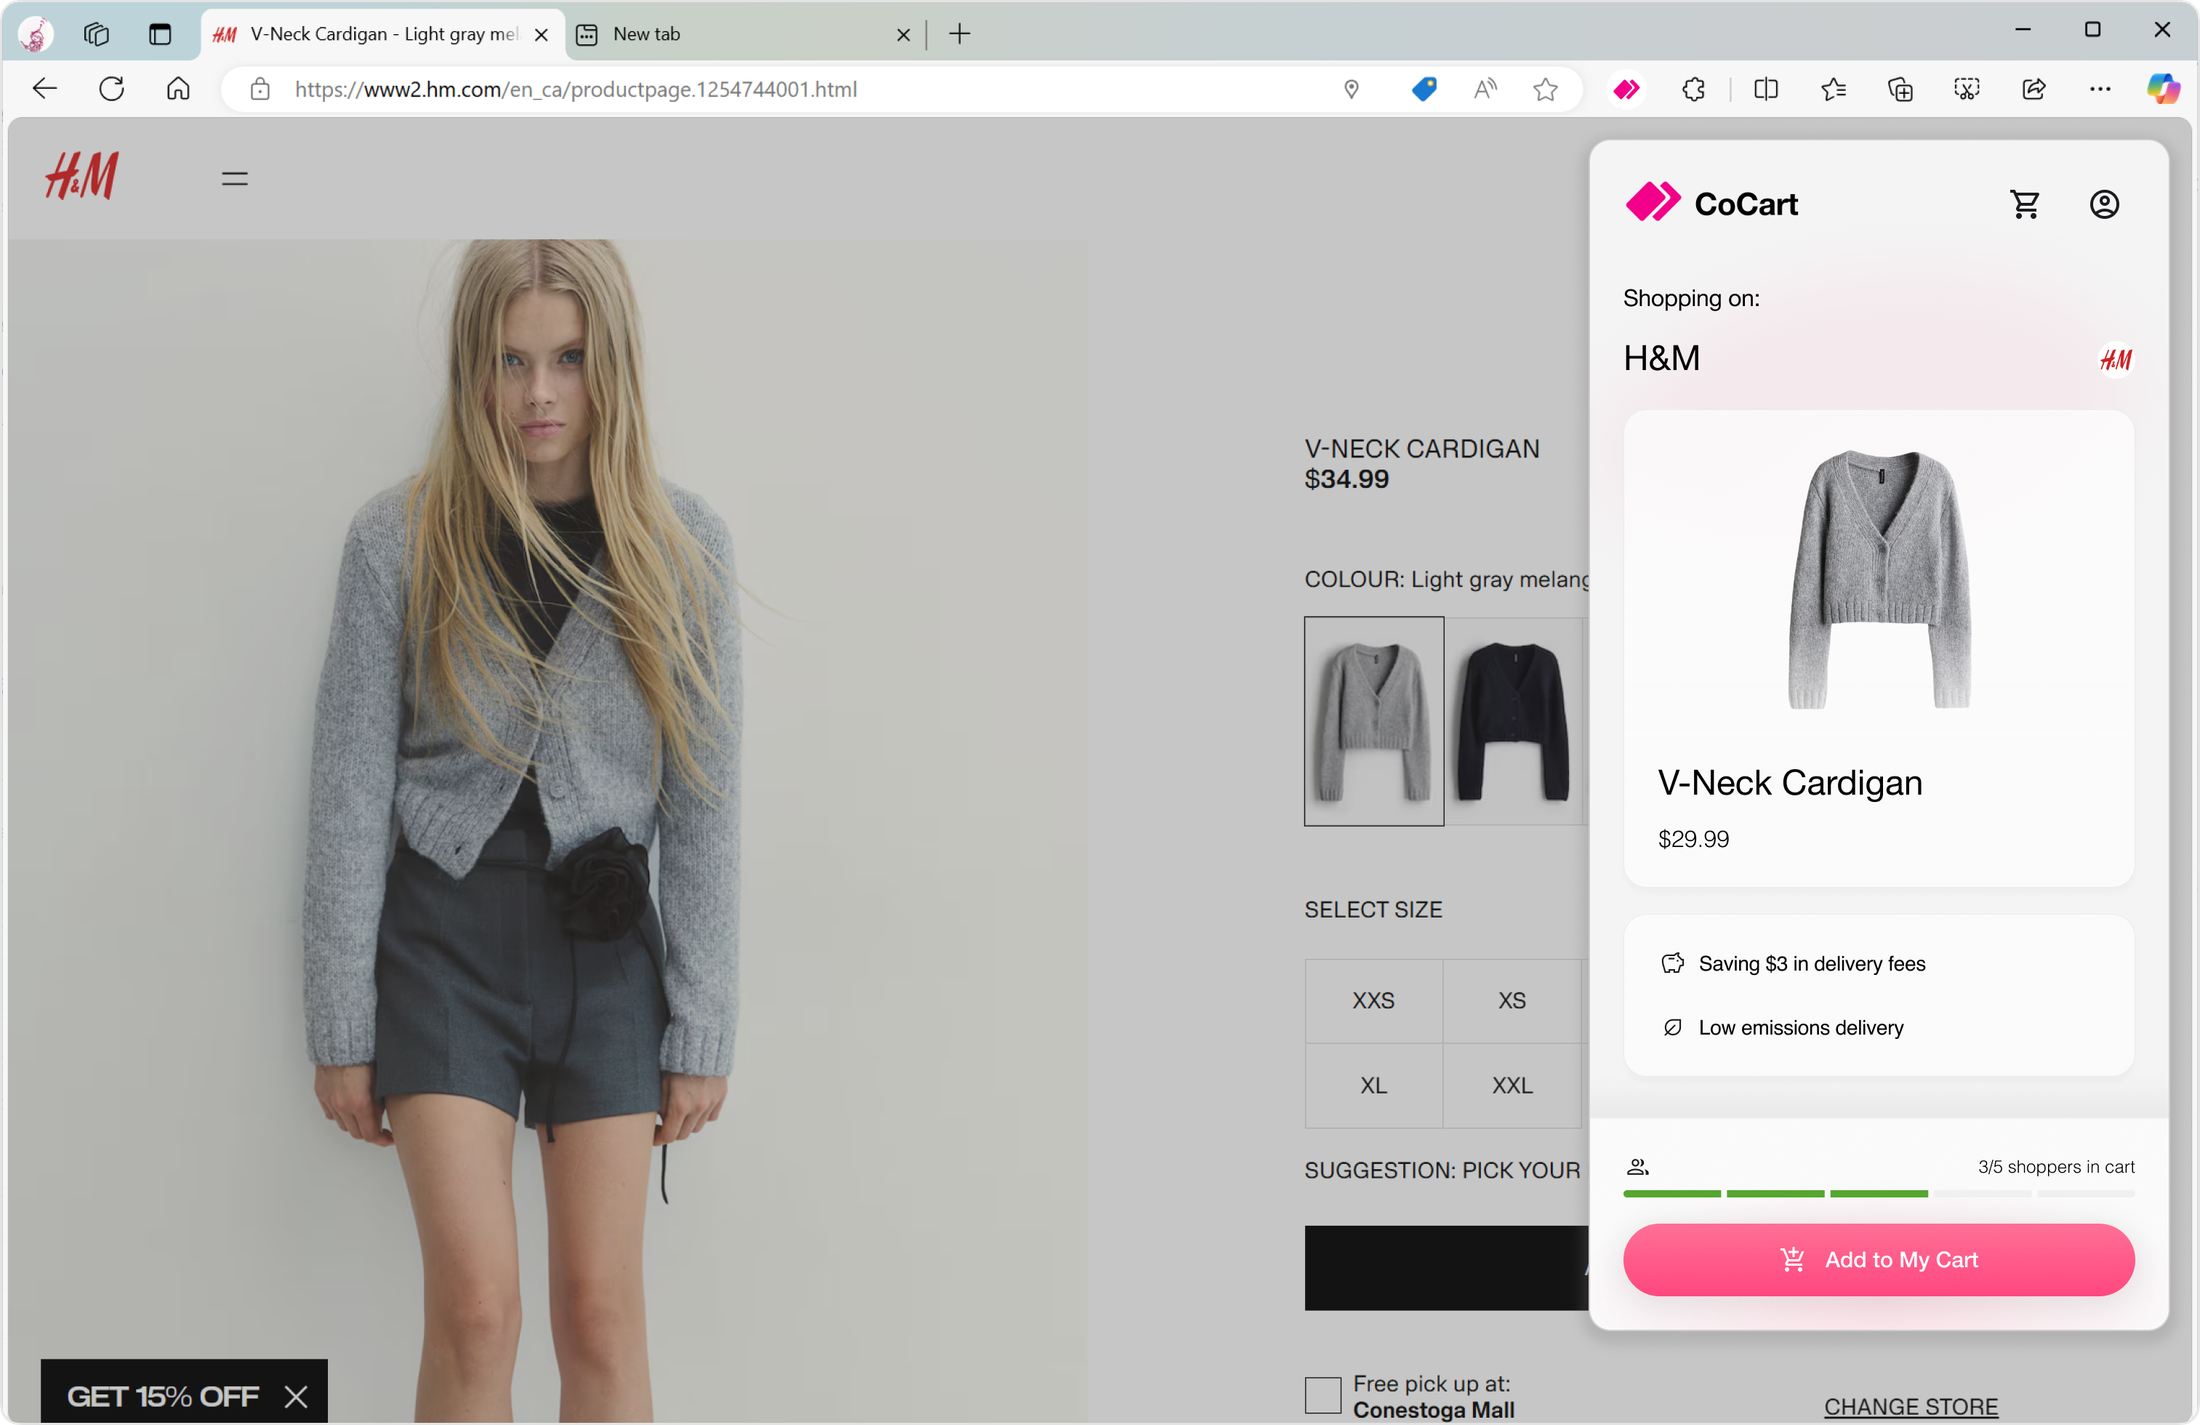 H&M V-Neck Cardigan - Light gray mel
New tab
https://www2.hm.com/en_ca/productpage.1254744001.html
H&M
V-NECK CARDIGAN
$34.99
COLOUR: Light gray melang
SELECT SIZE
XXS XS
XL XXL
SUGGESTION: PICK YOUR
Free pick up at:
Conestoga Mall
CHANGE STORE
GET 15% OFF
CoCart
Shopping on:
H&M
H&M
V-Neck Cardigan
$29.99
Saving $3 in delivery fees
Low emissions delivery
3/5 shoppers in cart
Add to My Cart